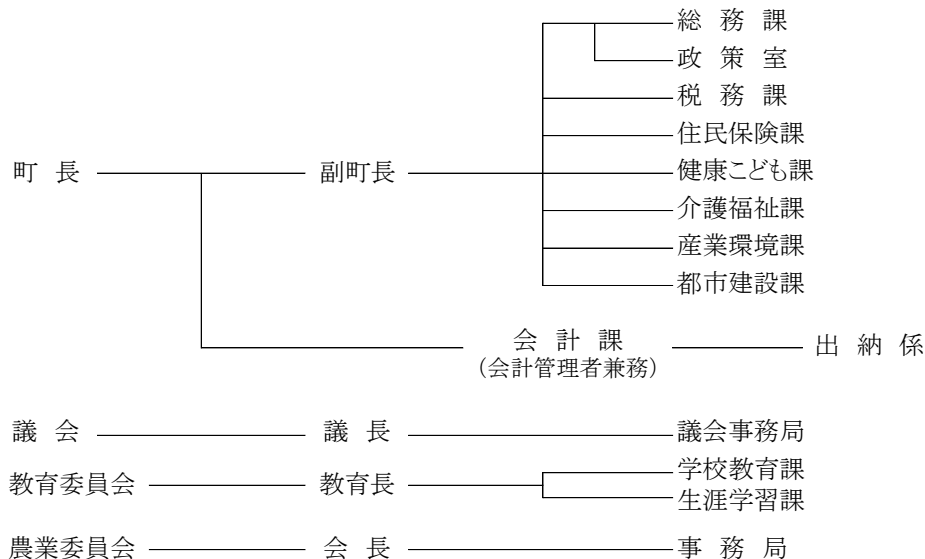 総務課
政策室
税務課
住民保険課
町長 副町長 健康こども課
介護福祉課
産業環境課
都市建設課
会計課 出納係
(会計管理者兼務)
議会 議長 議会事務局
学校教育課
教育委員会 教育長
生涯学習課
農業委員会 会長 事務局